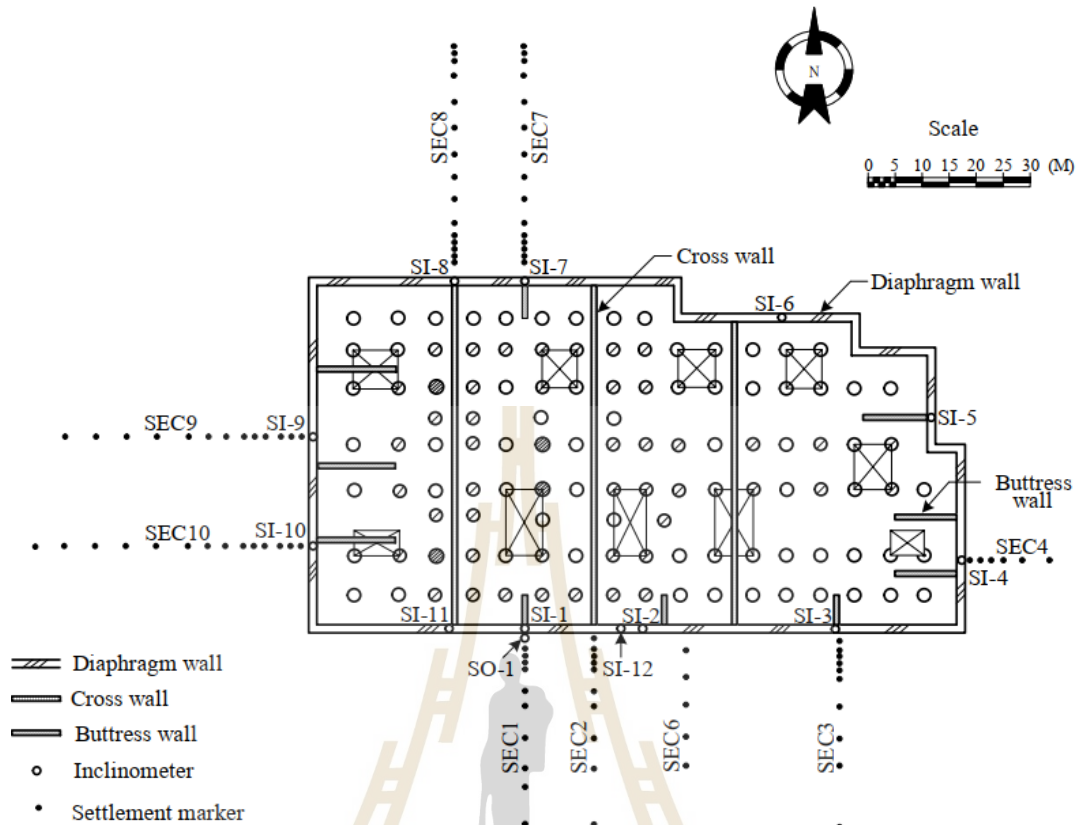 SEC8
SEC7
N
Scale
0 5 10 15 20 25 30 (M)
Cross wall
SI-8
SI-7
Diaphragm wall
SI-6
SEC9
SI-9
SI-5
Buttress
wall
SEC10
SI-10
SEC4
SI-4
SI-11
SI-1
SI-2
SI-3
SO-1
SI-12
Diaphragm wall
Cross wall
Buttress wall
Inclinometer
Settlement marker
SEC1
SEC2
SEC6
SEC3